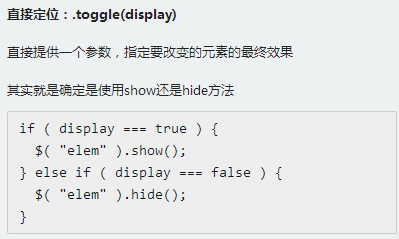 直接定位：.toggle(display)
直接提供一个参数，指定要改变的元素的最终效果
其实就是确定是使用show还是hide方法
if ( display === true ) {
  $( "elem" ).show();
} else if ( display === false ) {
  $( "elem" ).hide();
}